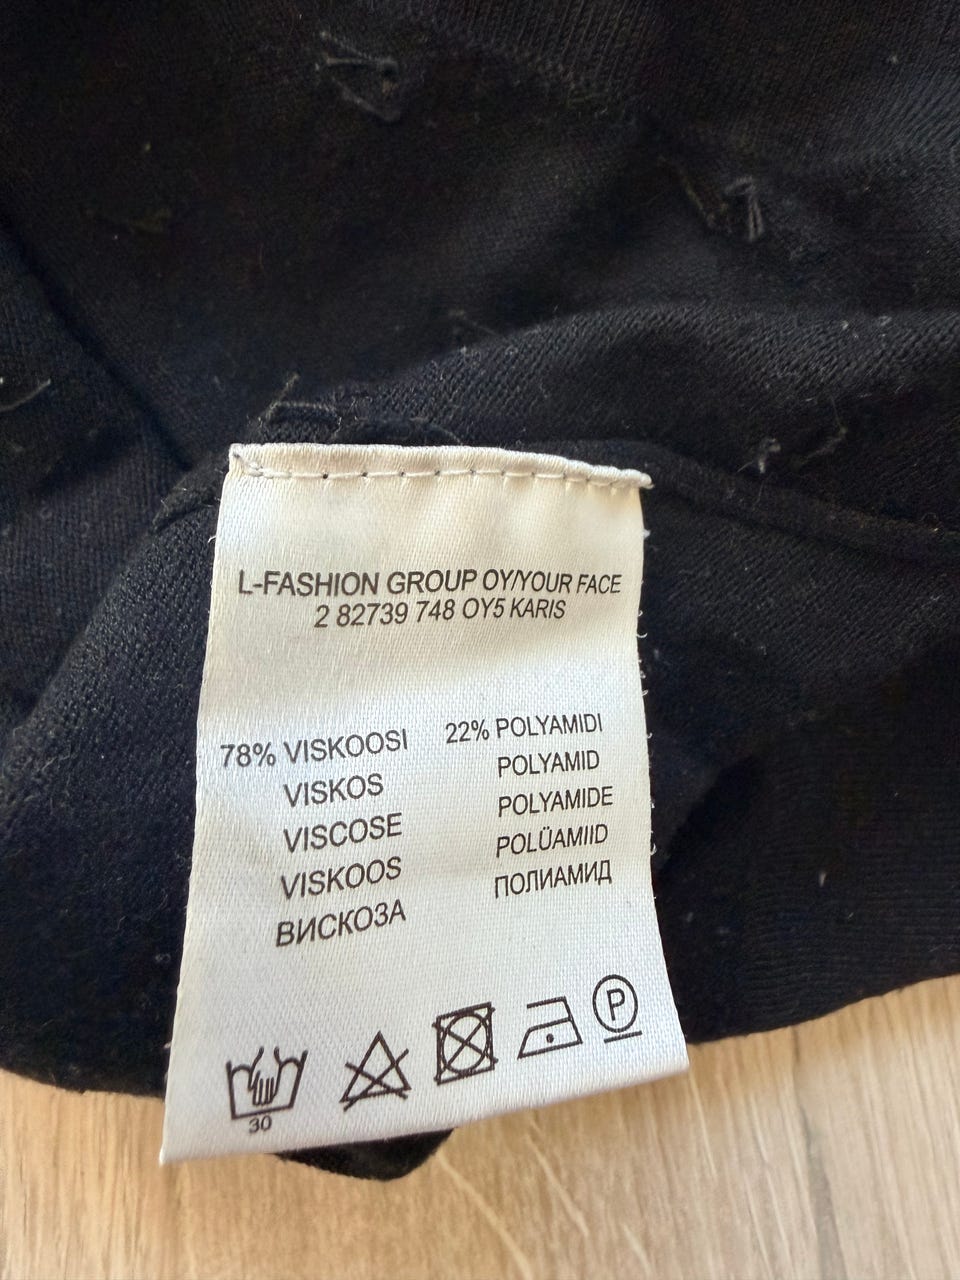 L-FASHION GROUP OY/YOUR FACE
2 82739 748 OY5 KARIS
78% VISKOOSI 22% POLYAMIDI
VISKOS POLYAMID
VISCOSE POLYAMIDE
VISKOOS POLÜAMIID
ВИСКОЗА ПОЛИАМИД
P
30